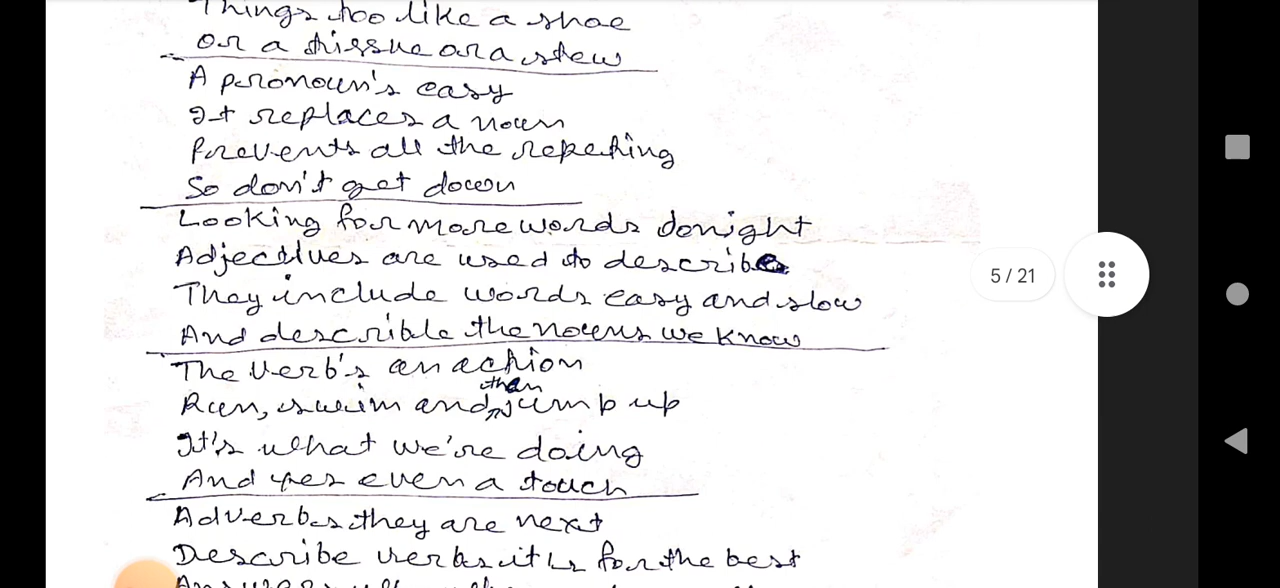 Things too like a shoe
Or a tissue or a stew
A pronoun's easy
It replaces a noun
Prevents all the repeating
So don't get down
Looking for more words tonight
Adjectives are used to describe
They include words easy and slow
And describle the nouns we know
The verb's an action
than
Run, swim and jump up
It's what we're doing
And yes even a touch
Adverbs they are next
Describe verbs it is for the best
5 / 21